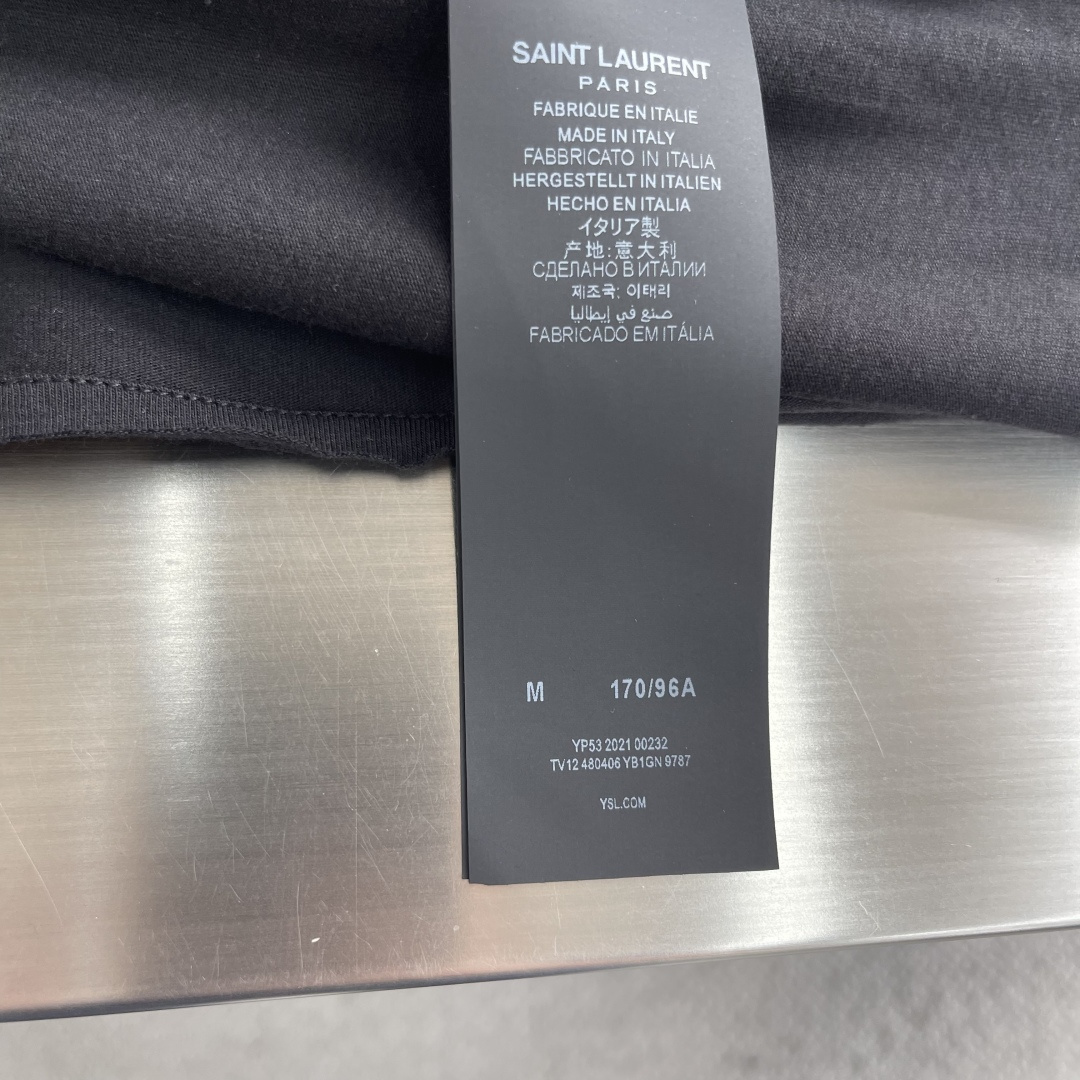 SAINT LAURENT
PARIS
FABRIQUE EN ITALIE
MADE IN ITALY
FABBRICATO IN ITALIA
HERGESTELLT IN ITALIEN
HECHO EN ITALIA
イタリア製
产地:意大利
СДЕЛАНО В ИТАЛИИ
제조국: 이태리
صنع في إيطاليا
FABRICADO EM ITÁLIA
M 170/96A
YP53 2021 00232
TV12 480406 YB1GN 9787
YSL.COM